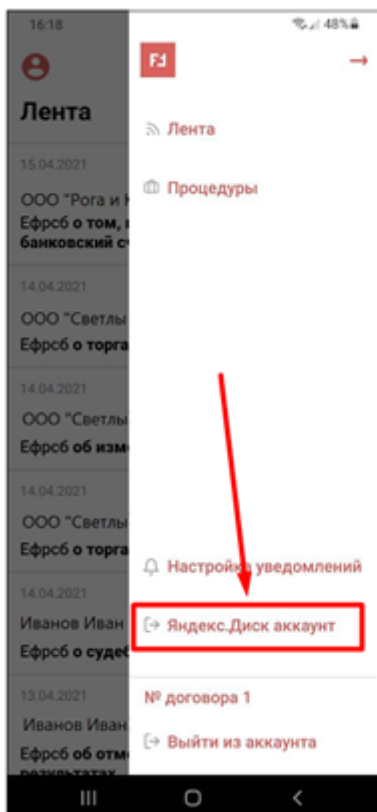 16:18
48%
Лента
15.04.2021
ООО "Рога и
Ефрсб о том,
банковский
14.04.2021
ООО "Светлы
Ефрсб о торга
14.04.2021
ООО "Светлы
Ефрсб об изм
14.04.2021
ООО "Светлы
Ефрсб о торга
14.04.2021
Иванов Иван
Ефрсб о судеб
13.04.2021
Иванов Иван
Ефрсб об отм
результатах
Лента
Процедуры
Настройка уведомлений
Яндекс.Диск аккаунт
№ договора 1
Выйти из аккаунта